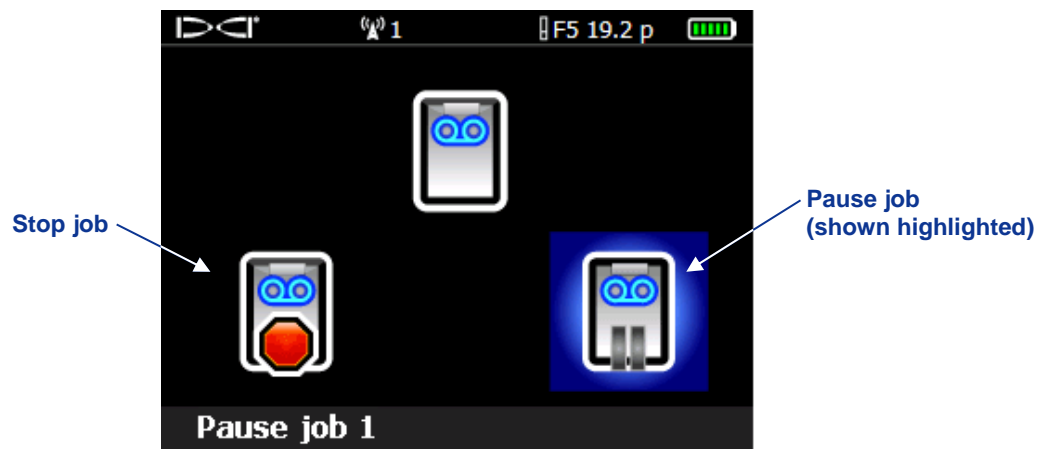 DCI
1
F5 19.2 p
Stop job
Pause job
(shown highlighted)
Pause job 1